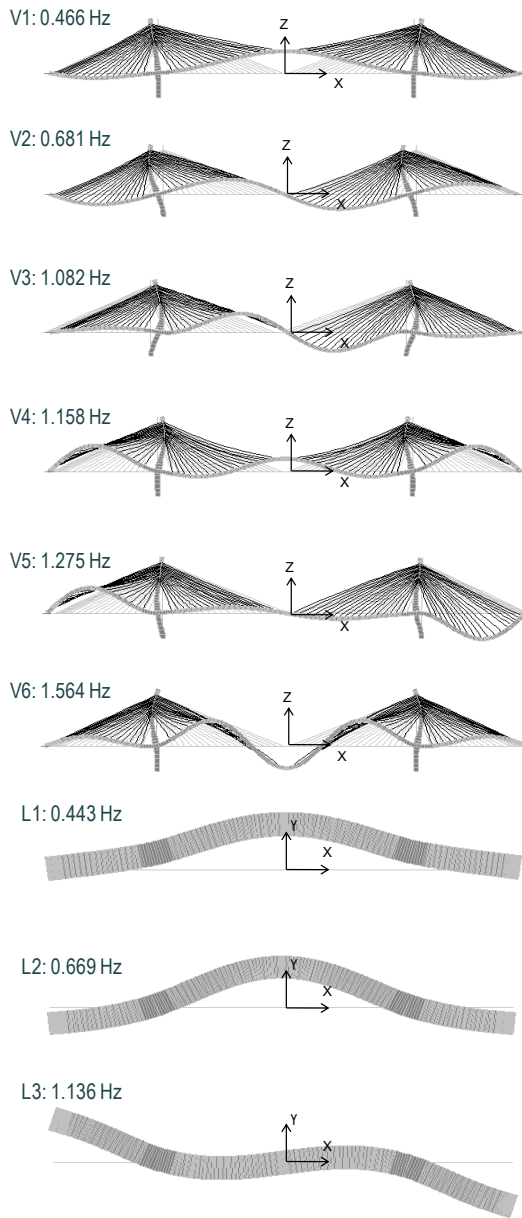 V1: 0.466 Hz
Z
X
V2: 0.681 Hz
Z
X
V3: 1.082 Hz
Z
X
V4: 1.158 Hz
Z
X
V5: 1.275 Hz
Z
X
V6: 1.564 Hz
Z
X
L1: 0.443 Hz
Y
X
L2: 0.669 Hz
Y
X
L3: 1.136 Hz
Y
X